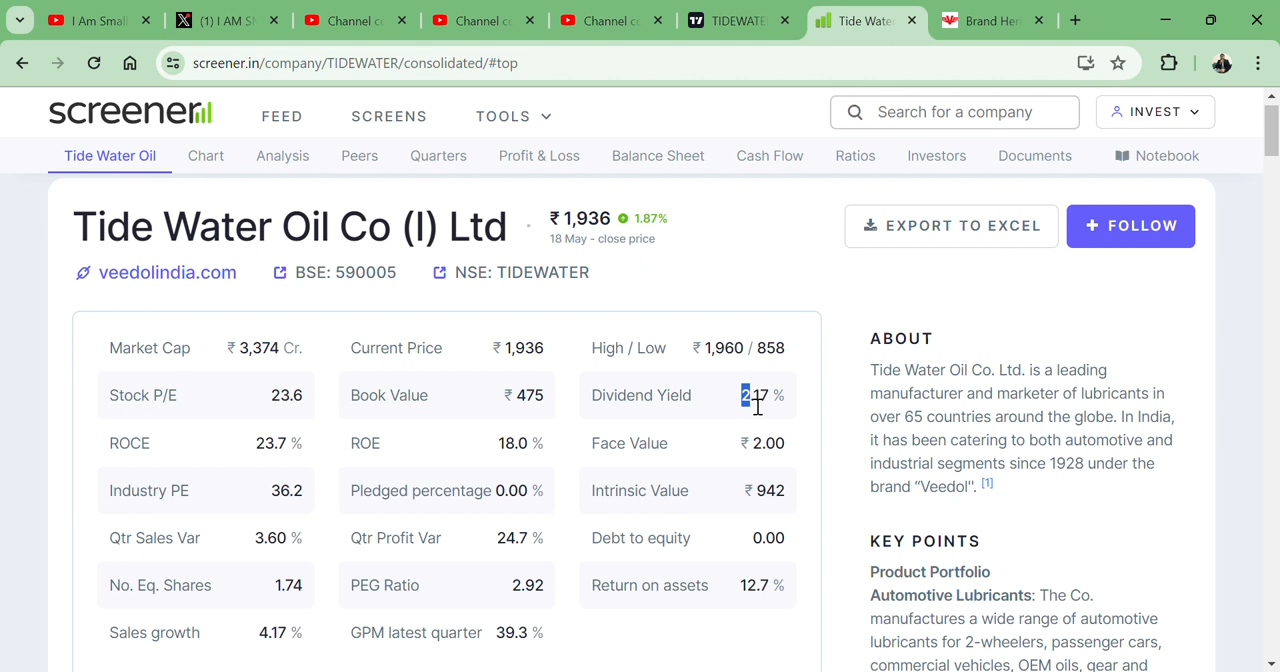 I Am Small
(1) I AM S
Channel c
Channel c
Channel c
TIDEWATE
Tide Wate
Brand Her
screener.in/company/TIDEWATER/consolidated/#top
screener
FEED
SCREENS
TOOLS
Search for a company
INVEST
Tide Water Oil
Chart
Analysis
Peers
Quarters
Profit & Loss
Balance Sheet
Cash Flow
Ratios
Investors
Documents
Notebook
Tide Water Oil Co (I) Ltd
₹ 1,936 1.87%
18 May - close price
EXPORT TO EXCEL
+ FOLLOW
veedolindia.com
BSE: 590005
NSE: TIDEWATER
Market Cap ₹ 3,374 Cr.
Current Price ₹ 1,936
High / Low ₹ 1,960 / 858
Stock P/E 23.6
Book Value ₹ 475
Dividend Yield 2.17 %
ROCE 23.7 %
ROE 18.0 %
Face Value ₹ 2.00
Industry PE 36.2
Pledged percentage 0.00 %
Intrinsic Value ₹ 942
Qtr Sales Var 3.60 %
Qtr Profit Var 24.7 %
Debt to equity 0.00
No. Eq. Shares 1.74
PEG Ratio 2.92
Return on assets 12.7 %
Sales growth 4.17 %
GPM latest quarter 39.3 %
ABOUT
Tide Water Oil Co. Ltd. is a leading
manufacturer and marketer of lubricants in
over 65 countries around the globe. In India,
it has been catering to both automotive and
industrial segments since 1928 under the
brand “Veedol". [1]
KEY POINTS
Product Portfolio
Automotive Lubricants: The Co.
manufactures a wide range of automotive
lubricants for 2-wheelers, passenger cars,
commercial vehicles, OEM oils, gear and